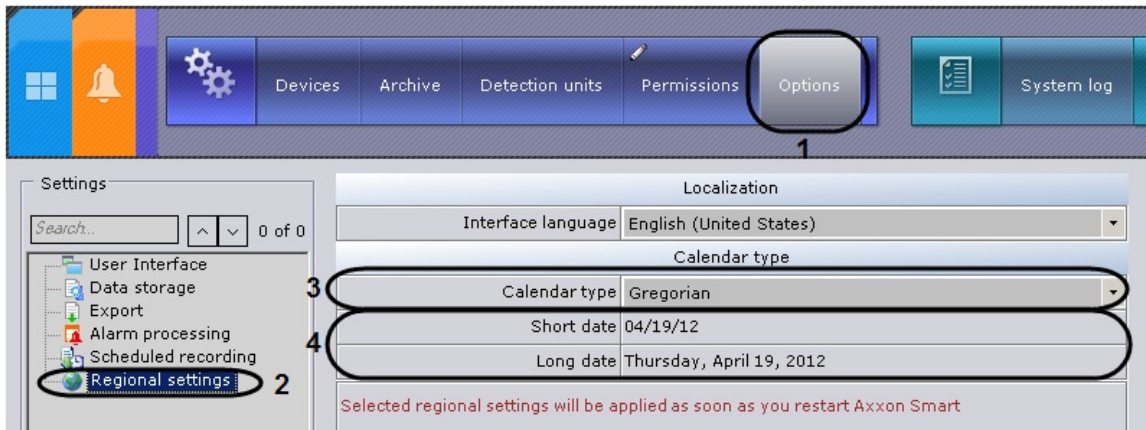 Devices Archive Detection units Permissions Options System log
1
Settings
Search... 0 of 0
User Interface
Data storage
Export
Alarm processing
Scheduled recording
Regional settings 2
Localization
Interface language English (United States)
Calendar type
3 Calendar type Gregorian
4 Short date 04/19/12
Long date Thursday, April 19, 2012
Selected regional settings will be applied as soon as you restart Axxon Smart